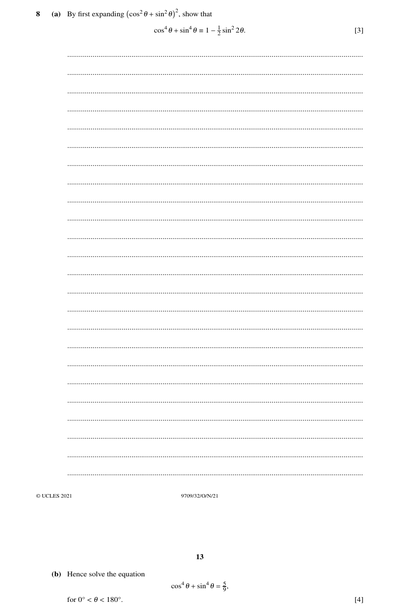 8 (a) By first expanding (cos² θ + sin² θ)², show that
cos⁴ θ + sin⁴ θ ≡ 1 − ½ sin² 2θ. [3]
© UCLES 2021 9709/32/O/N/21
13
(b) Hence solve the equation
cos⁴ θ + sin⁴ θ = 5/9,
for 0° < θ < 180°. [4]